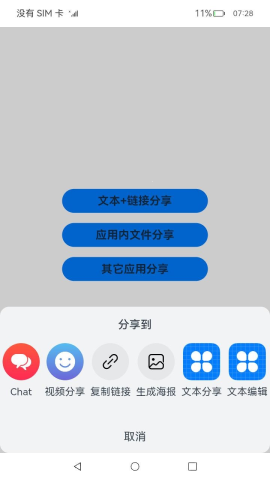 没有 SIM 卡
11%
07:28
文本+链接分享
应用内文件分享
其它应用分享
分享到
Chat
视频分享
复制链接
生成海报
文本分享
文本编辑
取消